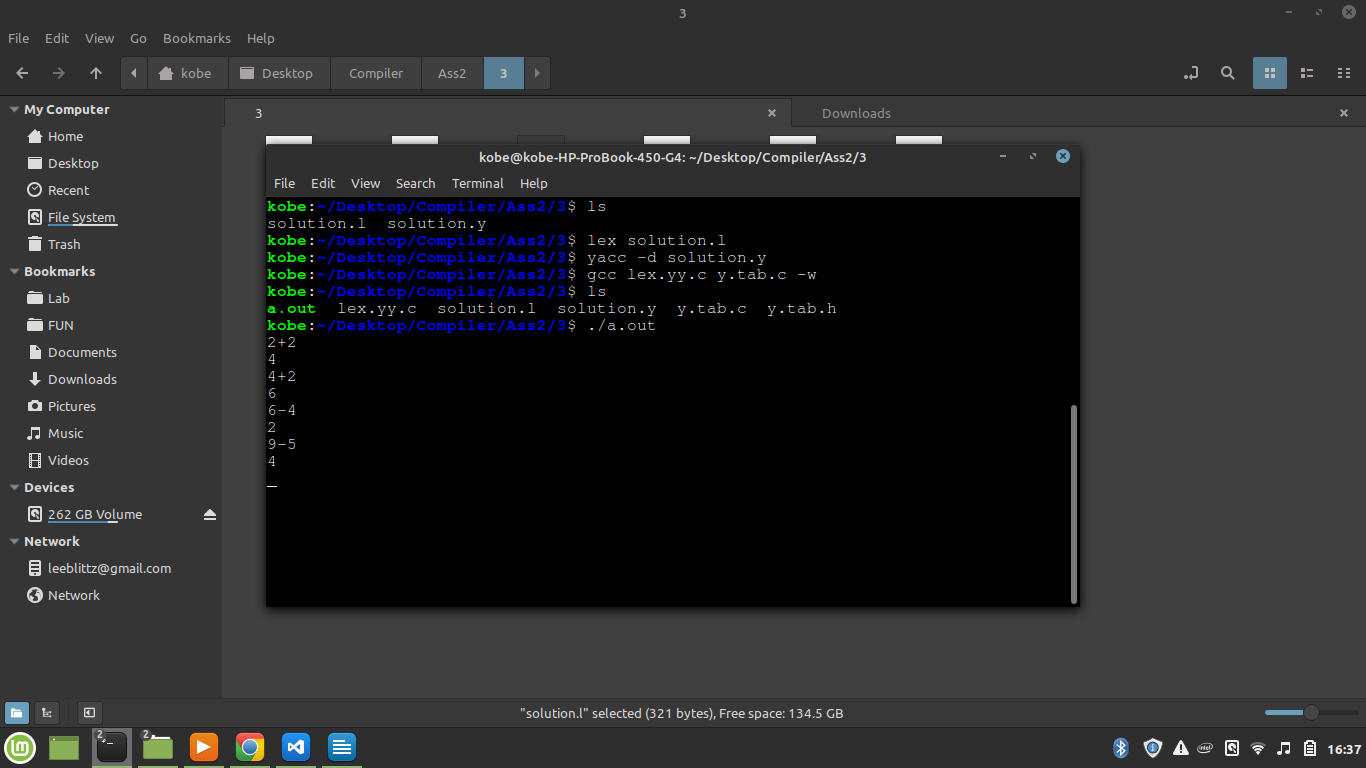 3
File Edit View Go Bookmarks Help
kobe Desktop Compiler Ass2 3
My Computer
Home
Desktop
Recent
File System
Trash
Bookmarks
Lab
FUN
Documents
Downloads
Pictures
Music
Videos
Devices
262 GB Volume
Network
leeblittz@gmail.com
Network
3
Downloads
kobe@kobe-HP-ProBook-450-G4: ~/Desktop/Compiler/Ass2/3
File Edit View Search Terminal Help
kobe:~/Desktop/Compiler/Ass2/3$ ls
solution.l  solution.y
kobe:~/Desktop/Compiler/Ass2/3$ lex solution.l
kobe:~/Desktop/Compiler/Ass2/3$ yacc -d solution.y
kobe:~/Desktop/Compiler/Ass2/3$ gcc lex.yy.c y.tab.c -w
kobe:~/Desktop/Compiler/Ass2/3$ ls
a.out  lex.yy.c  solution.l  solution.y  y.tab.c  y.tab.h
kobe:~/Desktop/Compiler/Ass2/3$ ./a.out
2+2
4
4+2
6
6-4
2
9-5
4
"solution.l" selected (321 bytes), Free space: 134.5 GB
2
2
intel
16:37